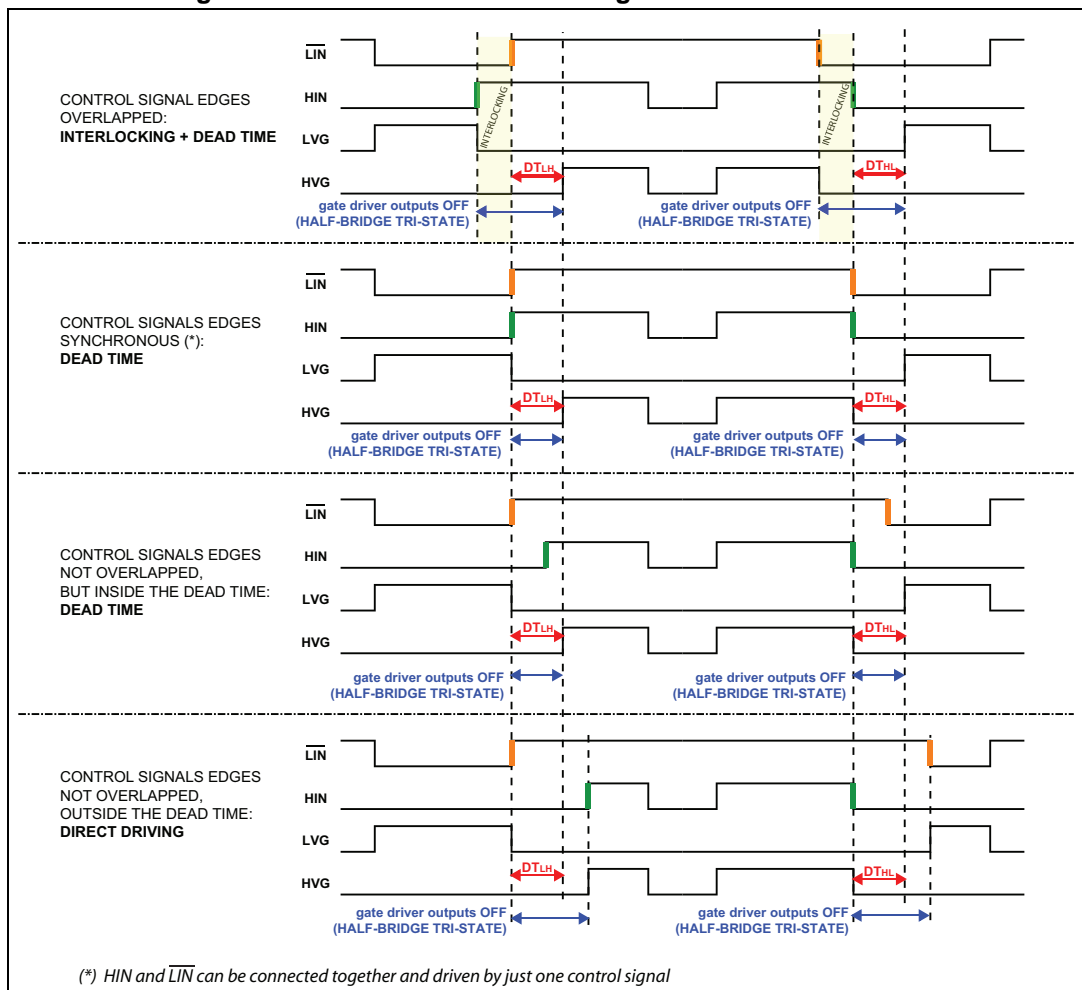 LIN
HIN
CONTROL SIGNAL EDGES
OVERLAPPED:
INTERLOCKING + DEAD TIME
LVG
HVG
INTERLOCKING
INTERLOCKING
DTLH
DTHL
gate driver outputs OFF
(HALF-BRIDGE TRI-STATE)
gate driver outputs OFF
(HALF-BRIDGE TRI-STATE)
LIN
CONTROL SIGNALS EDGES
SYNCHRONOUS (*):
DEAD TIME
HIN
LVG
HVG
DTLH
DTHL
gate driver outputs OFF
(HALF-BRIDGE TRI-STATE)
gate driver outputs OFF
(HALF-BRIDGE TRI-STATE)
LIN
CONTROL SIGNALS EDGES
NOT OVERLAPPED,
BUT INSIDE THE DEAD TIME:
DEAD TIME
HIN
LVG
HVG
DTLH
DTHL
gate driver outputs OFF
(HALF-BRIDGE TRI-STATE)
gate driver outputs OFF
(HALF-BRIDGE TRI-STATE)
LIN
CONTROL SIGNALS EDGES
NOT OVERLAPPED,
OUTSIDE THE DEAD TIME:
DIRECT DRIVING
HIN
LVG
HVG
DTLH
DTHL
gate driver outputs OFF
(HALF-BRIDGE TRI-STATE)
gate driver outputs OFF
(HALF-BRIDGE TRI-STATE)
(*) HIN and LIN can be connected together and driven by just one control signal